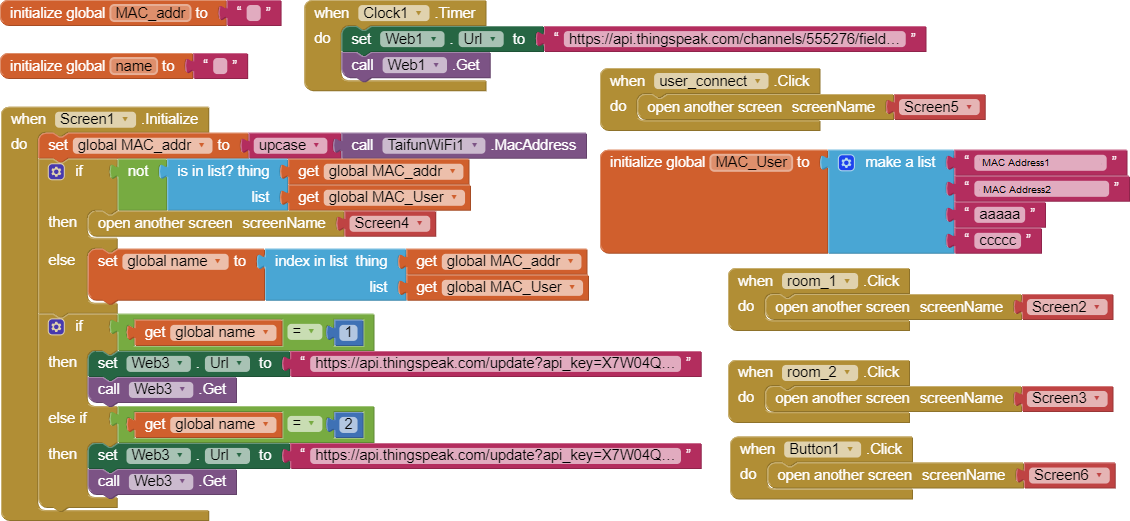 initialize global MAC_addr to “ ”
initialize global name to “ ”
when Clock1 .Timer
do set Web1 . Url to “ https://api.thingspeak.com/channels/555276/field... ”
call Web1 .Get
when user_connect .Click
do open another screen screenName Screen5
when Screen1 .Initialize
do set global MAC_addr to upcase call TaifunWiFi1 .MacAddress
if not is in list? thing get global MAC_addr
list get global MAC_User
then open another screen screenName Screen4
else set global name to index in list thing get global MAC_addr
list get global MAC_User
if get global name = 1
then set Web3 . Url to “ https://api.thingspeak.com/update?api_key=X7W04Q... ”
call Web3 .Get
else if get global name = 2
then set Web3 . Url to “ https://api.thingspeak.com/update?api_key=X7W04Q... ”
call Web3 .Get
initialize global MAC_User to make a list “ MAC Address1 ”
“ MAC Address2 ”
“ aaaaa ”
“ ccccc ”
when room_1 .Click
do open another screen screenName Screen2
when room_2 .Click
do open another screen screenName Screen3
when Button1 .Click
do open another screen screenName Screen6